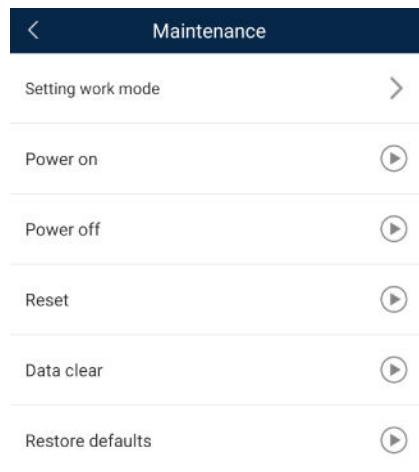 Maintenance
Setting work mode
Power on
Power off
Reset
Data clear
Restore defaults